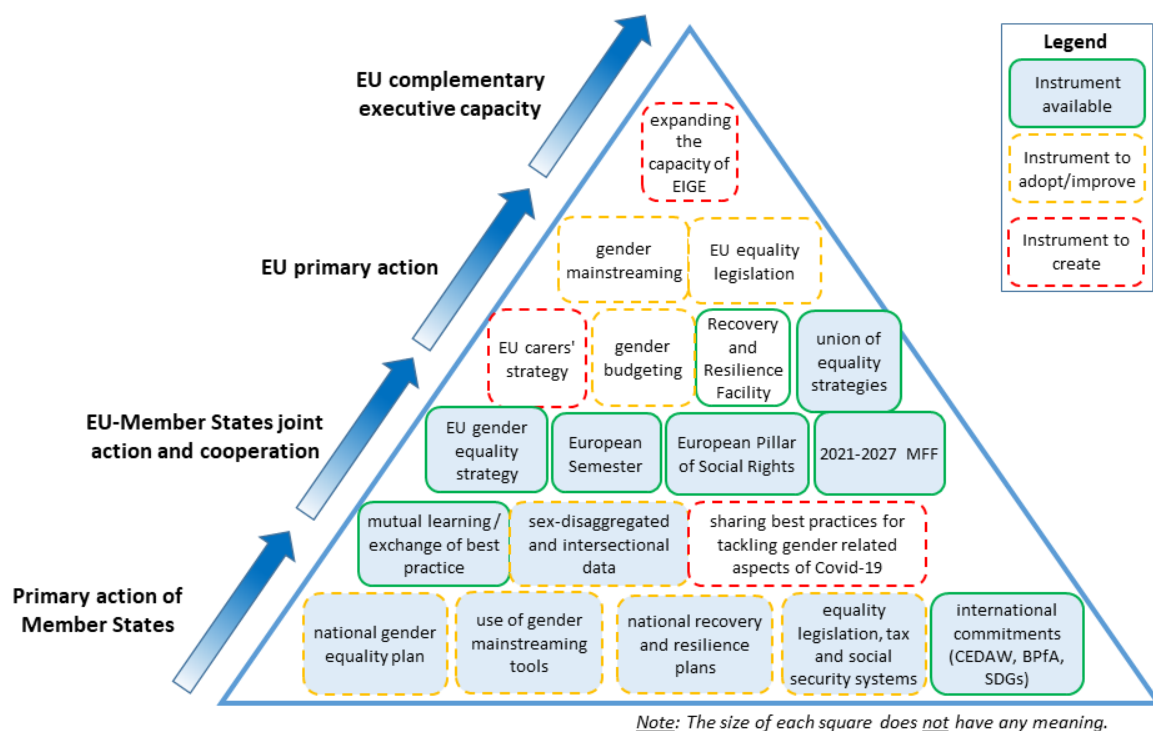 EU complementary
executive capacity
EU primary action
EU-Member States joint
action and cooperation
Primary action of
Member States
expanding
the
capacity of
EIGE
gender
mainstreaming
EU equality
legislation
EU carers'
strategy
gender
budgeting
Recovery
and
Resilience
Facility
union of
equality
strategies
EU gender
equality
strategy
European
Semester
European Pillar
of Social Rights
2021-2027 MFF
mutual learning/
exchange of best
practice
sex-disaggregated
and intersectional
data
sharing best practices for
tackling gender related
aspects of Covid-19
national gender
equality plan
use of gender
mainstreaming
tools
national recovery
and resilience
plans
equality
legislation, tax
and social
security systems
international
commitments
(CEDAW, BPfA,
SDGs)
Legend
Instrument
available
Instrument to
adopt/improve
Instrument to
create
Note: The size of each square does not have any meaning.